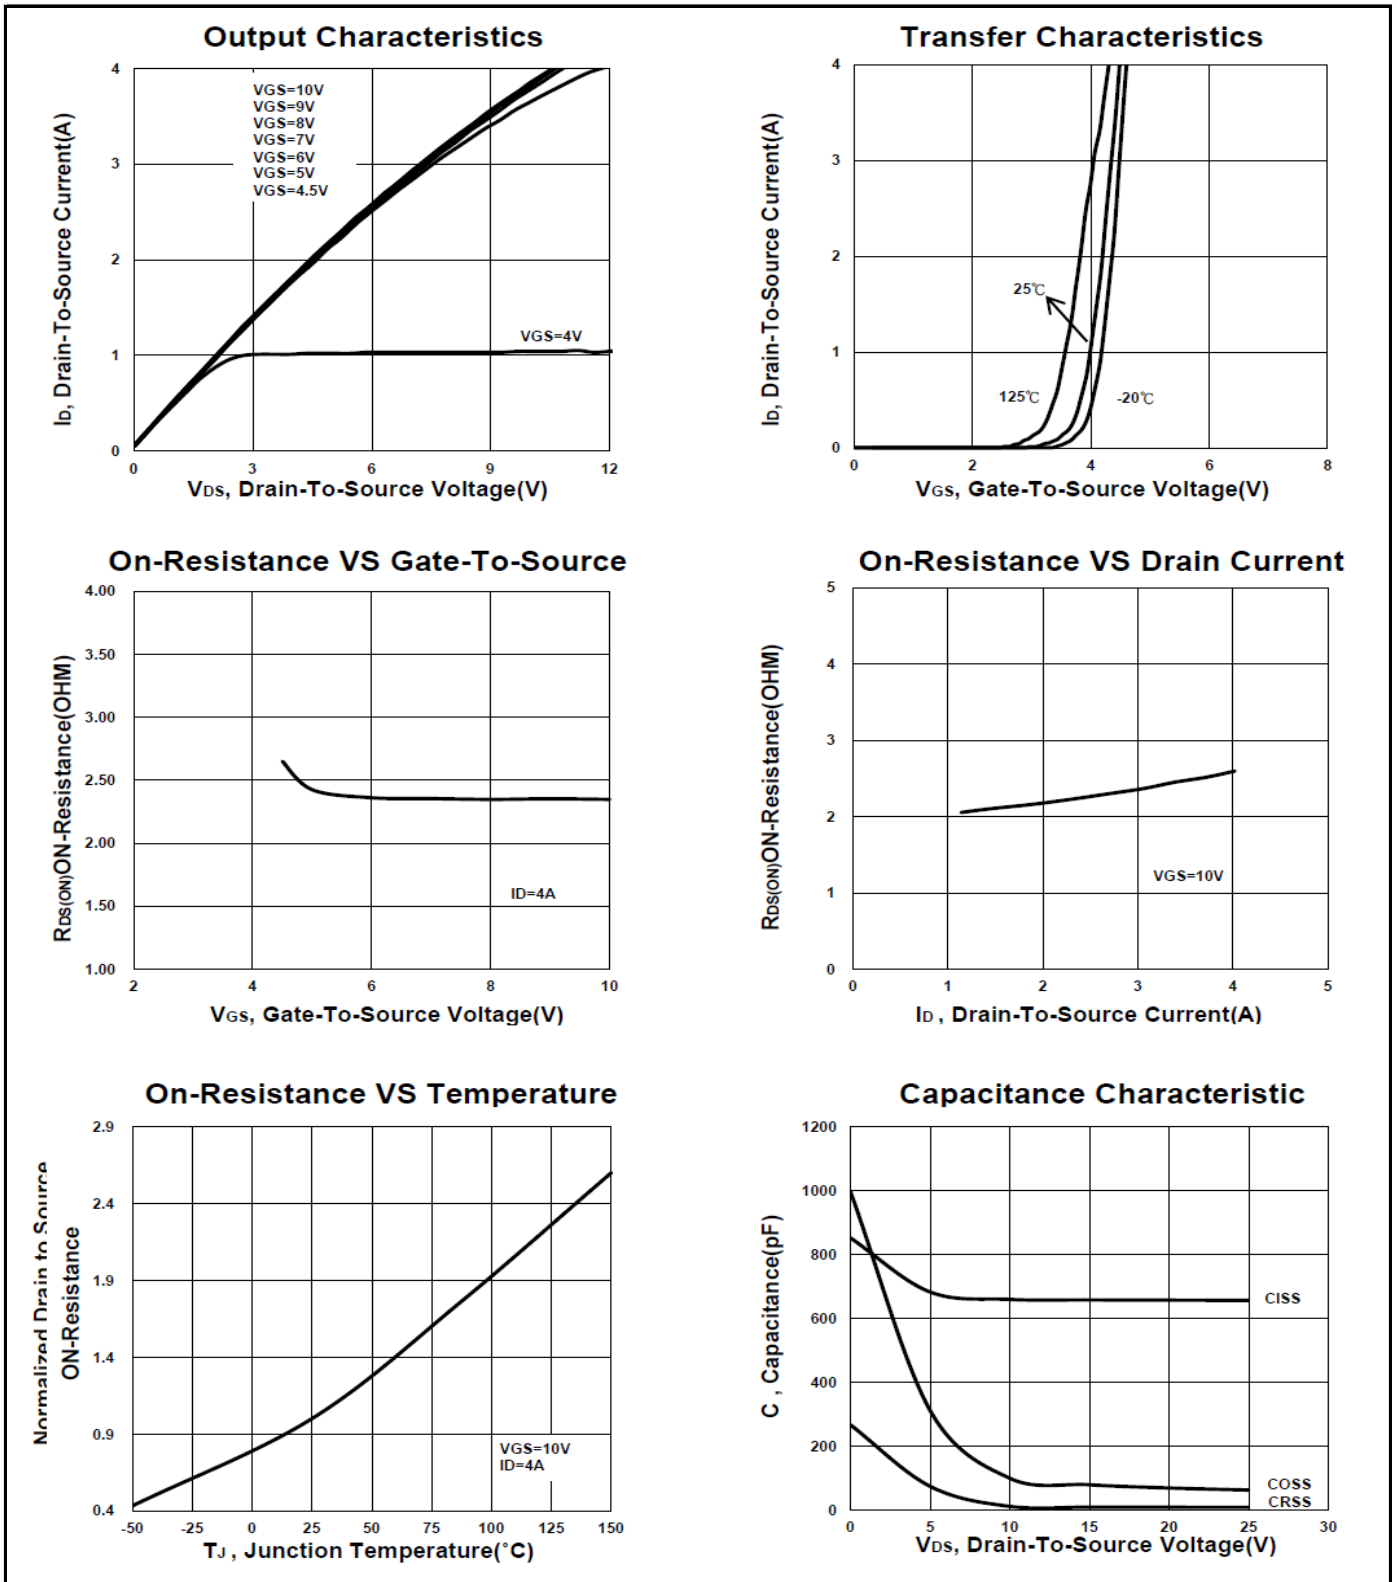 Output Characteristics
4
3
2
1
0
0 3 6 9 12
ID, Drain-To-Source Current(A)
VGS=10V
VGS=9V
VGS=8V
VGS=7V
VGS=6V
VGS=5V
VGS=4.5V
VGS=4V
VDS, Drain-To-Source Voltage(V)
Transfer Characteristics
4
3
2
1
0
0 2 4 6 8
ID, Drain-To-Source Current(A)
25℃
125℃
-20℃
VGS, Gate-To-Source Voltage(V)
On-Resistance VS Gate-To-Source
4.00
3.50
3.00
2.50
2.00
1.50
1.00
2 4 6 8 10
RDS(ON)ON-Resistance(OHM)
ID=4A
VGS, Gate-To-Source Voltage(V)
On-Resistance VS Drain Current
5
4
3
2
1
0
0 1 2 3 4 5
RDS(ON)ON-Resistance(OHM)
VGS=10V
ID , Drain-To-Source Current(A)
On-Resistance VS Temperature
2.9
2.4
1.9
1.4
0.9
0.4
-50 -25 0 25 50 75 100 125 150
Normalized Drain to Source
ON-Resistance
VGS=10V
ID=4A
TJ , Junction Temperature(°C)
Capacitance Characteristic
1200
1000
800
600
400
200
0
0 5 10 15 20 25 30
C , Capacitance(pF)
CISS
COSS
CRSS
VDS, Drain-To-Source Voltage(V)